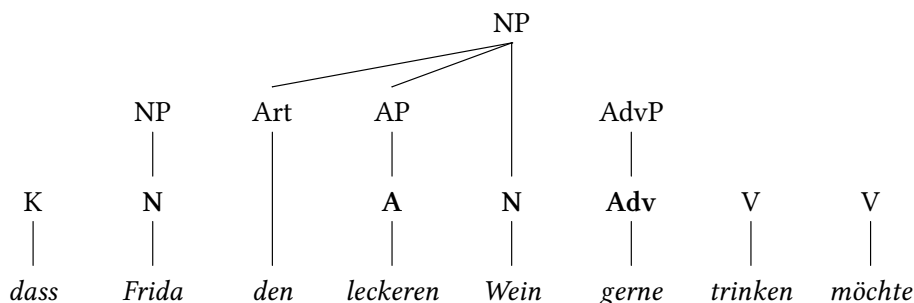 NP
NP Art AP AdvP
K N A N Adv V V
dass Frida den leckeren Wein gerne trinken möchte